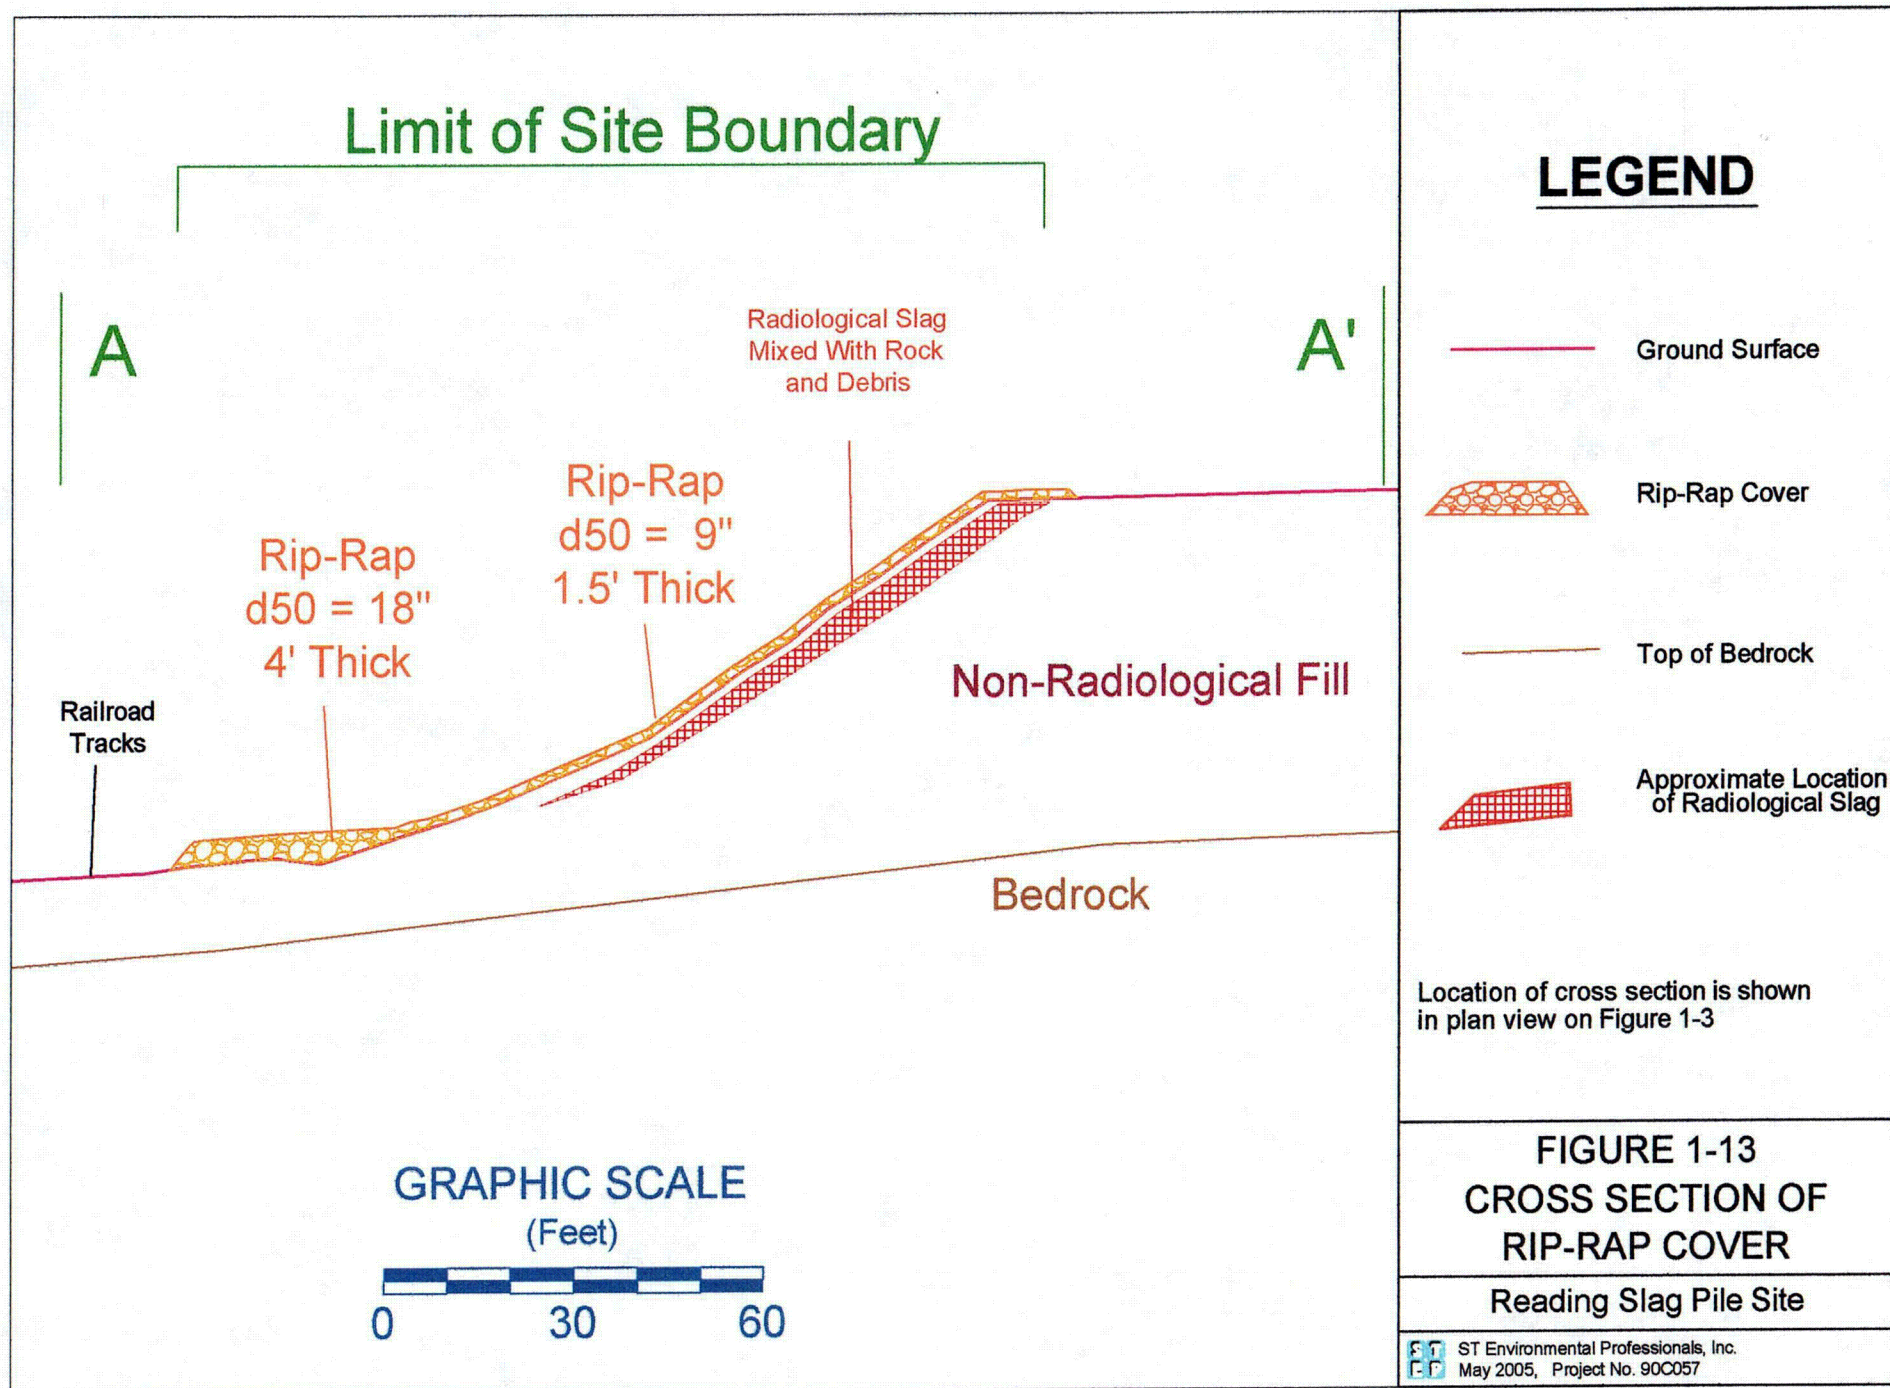 Limit of Site Boundary
A
A'
Radiological Slag
Mixed With Rock
and Debris
Rip-Rap
d50 = 9"
1.5' Thick
Rip-Rap
d50 = 18"
4' Thick
Railroad
Tracks
Non-Radiological Fill
Bedrock
GRAPHIC SCALE
(Feet)
0 30 60
LEGEND
Ground Surface
Rip-Rap Cover
Top of Bedrock
Approximate Location
of Radiological Slag
Location of cross section is shown
in plan view on Figure 1-3
FIGURE 1-13
CROSS SECTION OF
RIP-RAP COVER
Reading Slag Pile Site
ST
EP
ST Environmental Professionals, Inc.
May 2005, Project No. 90C057